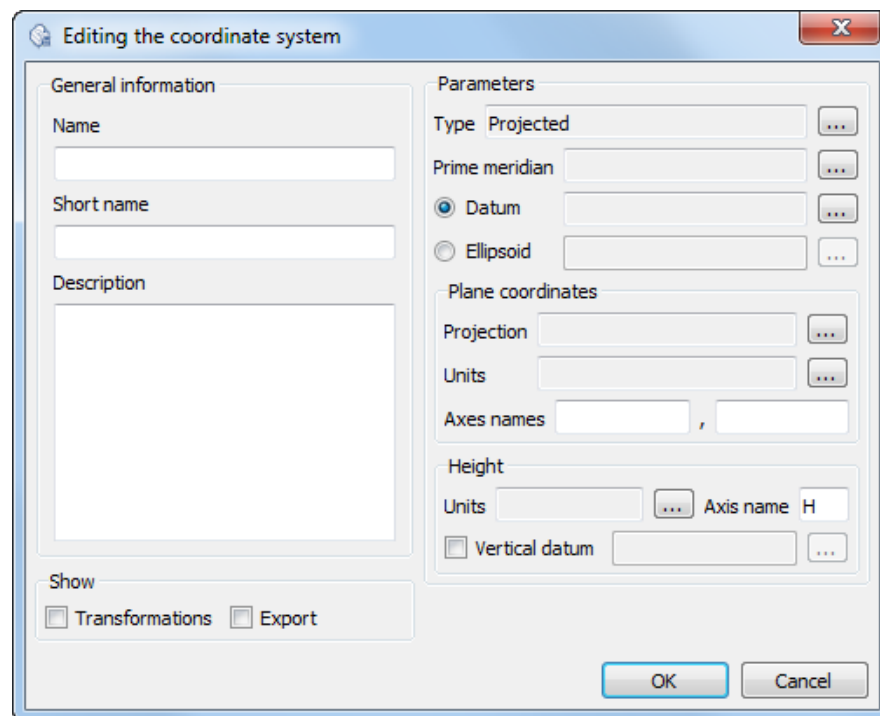 Editing the coordinate system
General information
Name
Short name
Description
Show
Transformations Export
Parameters
Type Projected ...
Prime meridian ...
Datum ...
Ellipsoid ...
Plane coordinates
Projection ...
Units ...
Axes names ,
Height
Units ... Axis name H
Vertical datum ...
OK Cancel